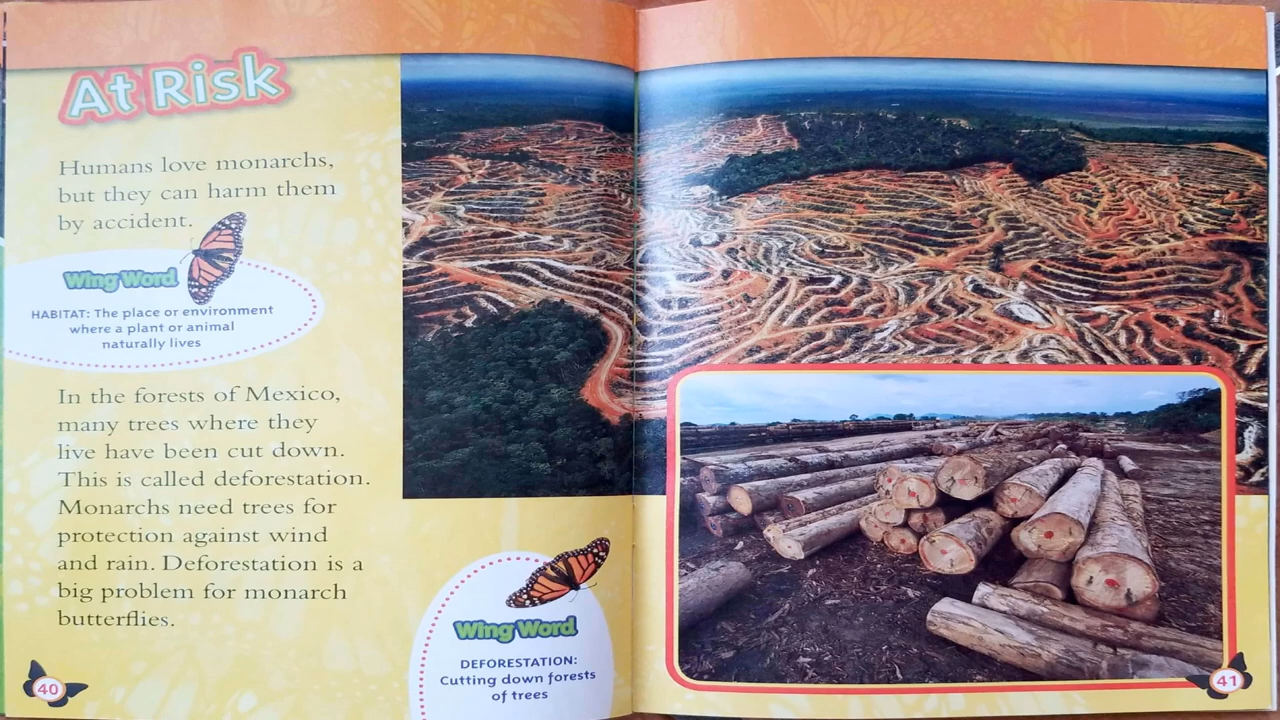 At Risk
Humans love monarchs,
but they can harm them
by accident.
Wing Word
HABITAT: The place or environment
where a plant or animal
naturally lives
In the forests of Mexico,
many trees where they
live have been cut down.
This is called deforestation.
Monarchs need trees for
protection against wind
and rain. Deforestation is a
big problem for monarch
butterflies.
Wing Word
DEFORESTATION:
Cutting down forests
of trees
40
41